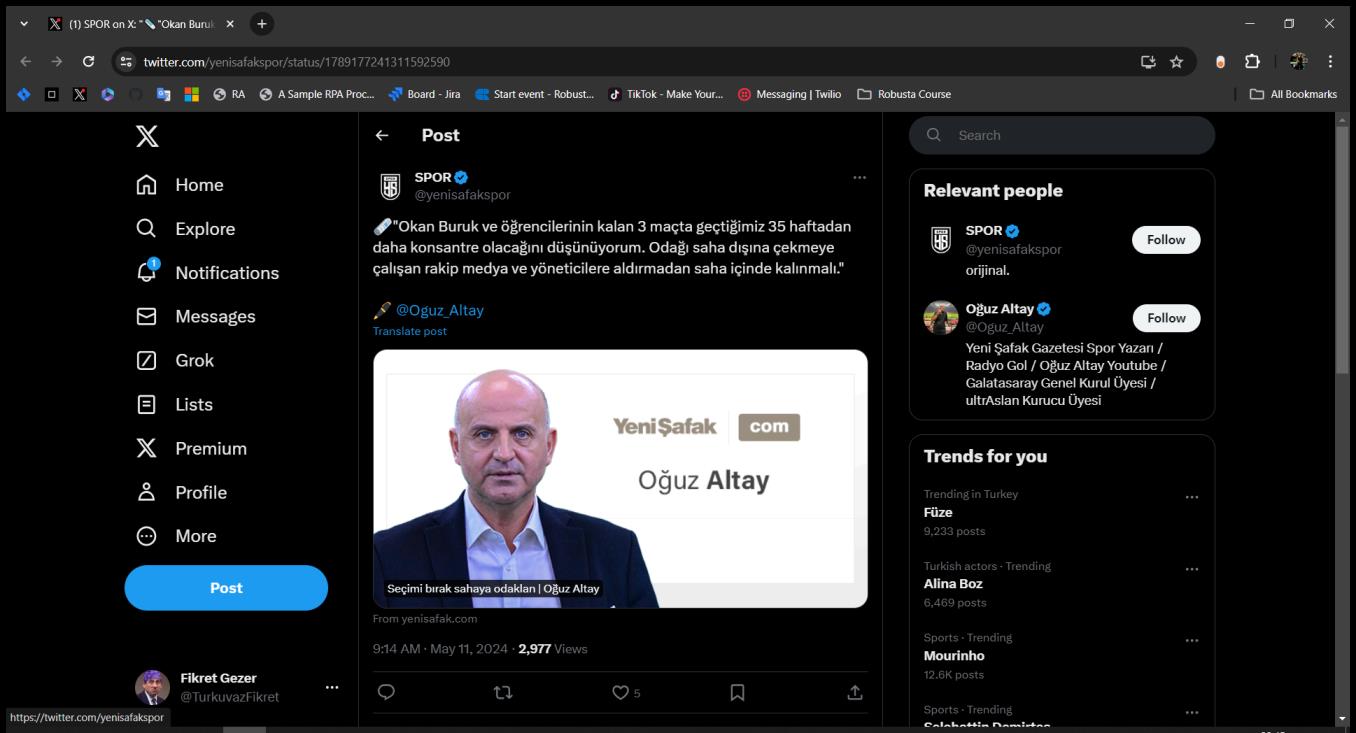 (1) SPOR on X: "🩹"Okan Buruk
twitter.com/yenisafakspor/status/1789177241311592590
RA
A Sample RPA Proc...
Board - Jira
Start event - Robust...
TikTok - Make Your...
Messaging | Twilio
Robusta Course
All Bookmarks
Home
Explore
1
Notifications
Messages
Grok
Lists
Premium
Profile
More
Post
Fikret Gezer
@TurkuvazFikret
https://twitter.com/yenisafakspor
Post
SPOR
@yenisafakspor
"Okan Buruk ve öğrencilerinin kalan 3 maçta geçtiğimiz 35 haftadan
daha konsantre olacağını düşünüyorum. Odağı saha dışına çekmeye
çalışan rakip medya ve yöneticilere aldırmadan saha içinde kalınmalı."
@Oguz_Altay
Translate post
YeniŞafak com
Oğuz Altay
Seçimi bırak sahaya odaklan | Oğuz Altay
From yenisafak.com
9:14 AM · May 11, 2024 · 2,977 Views
5
Search
Relevant people
SPOR
@yenisafakspor
Follow
orijinal.
Oğuz Altay
@Oguz_Altay
Follow
Yeni Şafak Gazetesi Spor Yazarı /
Radyo Gol / Oğuz Altay Youtube /
Galatasaray Genel Kurul Üyesi /
ultrAslan Kurucu Üyesi
Trends for you
Trending in Turkey
Füze
9,233 posts
Turkish actors · Trending
Alina Boz
6,469 posts
Sports · Trending
Mourinho
12.6K posts
Sports · Trending
Selahattin Demirtaş